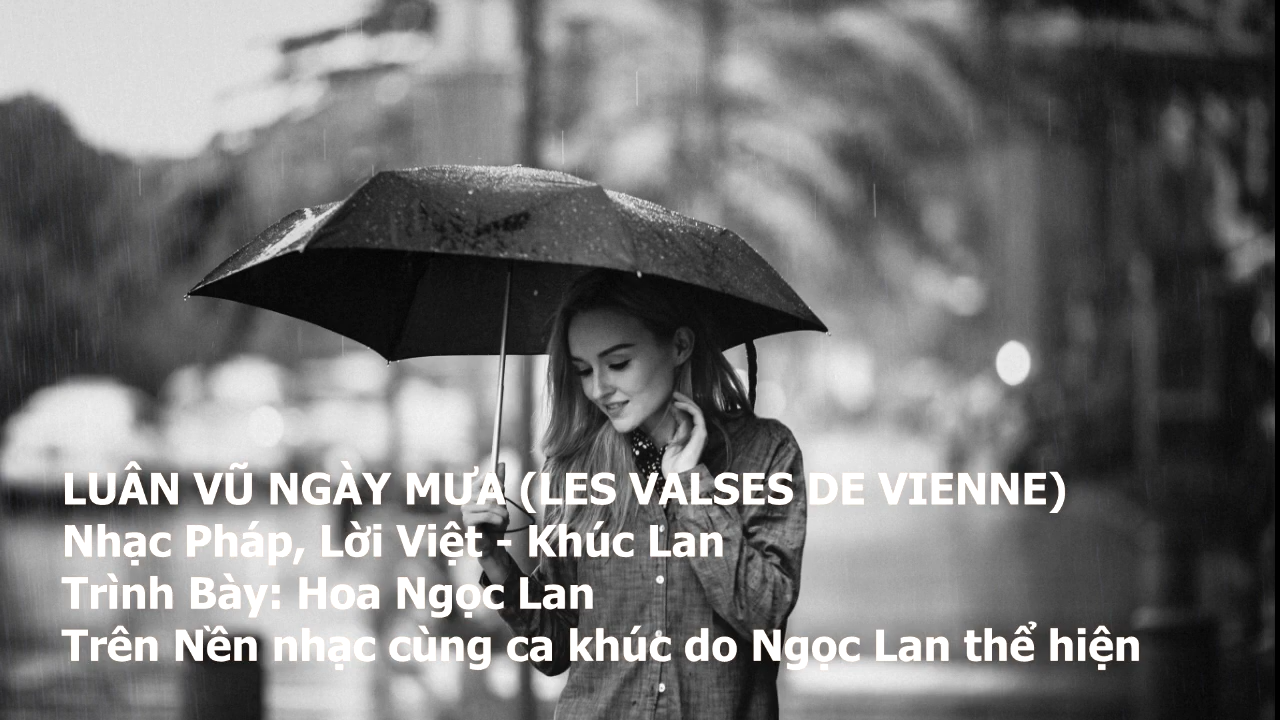 LUÂN VŨ NGÀY MƯA (LES VALSES DE VIENNE)
Nhạc Pháp, Lời Việt - Khúc Lan
Trình Bày: Hoa Ngọc Lan
Trên Nền nhạc cùng ca khúc do Ngọc Lan thể hiện